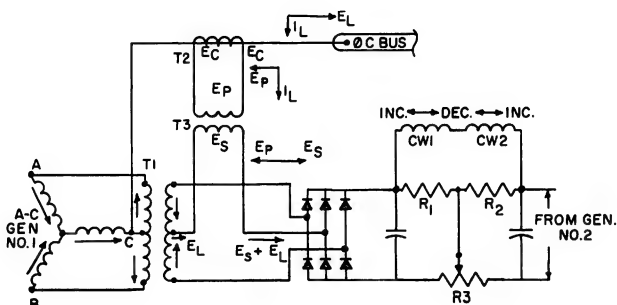 E_L
I_L
E_C E_C
Ø C BUS
T2
E_P
I_L
E_P
T3
E_S
E_P E_S
INC. DEC. INC.
CW1 CW2
A T1
A-C
GEN
NO.1
C
E_L
E_S + E_L
R_1 R_2
FROM GEN.
NO.2
B
R3